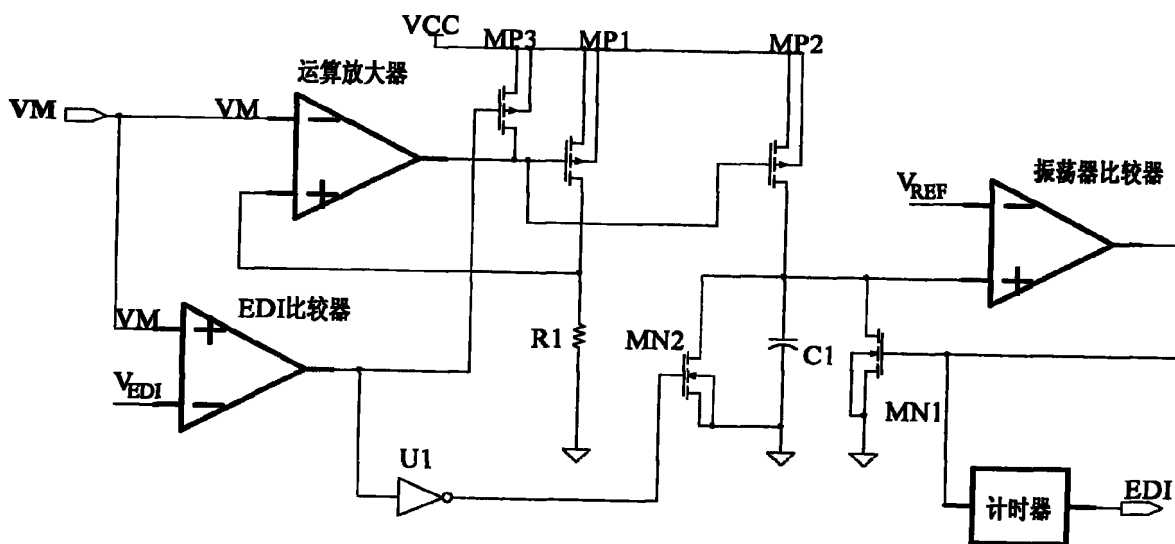 VCC
MP3
MP1
MP2
运算放大器
VM
VM
振荡器比较器
VREF
EDI比较器
VM
R1
MN2
C1
VEDI
MN1
U1
计时器
EDI